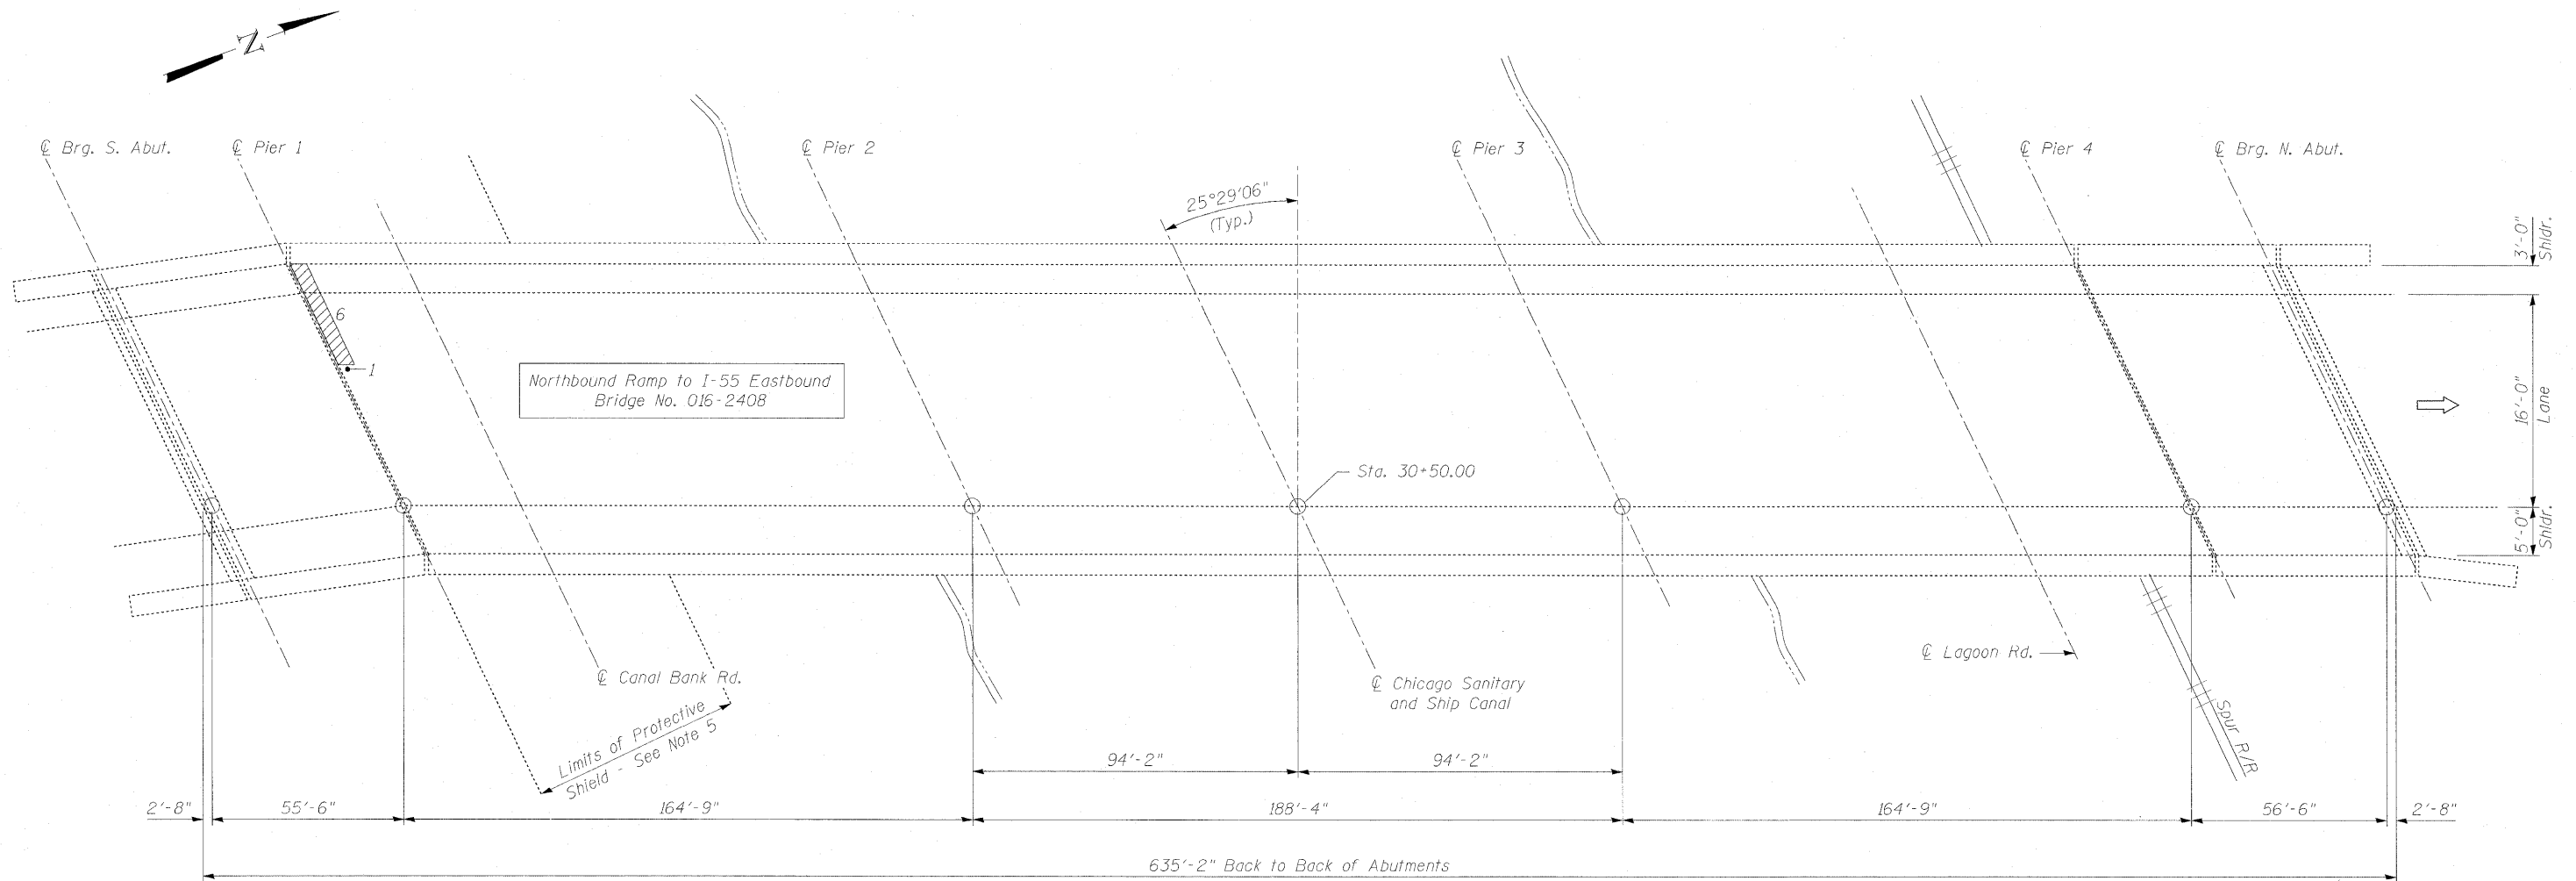 N
℄ Brg. S. Abut.
℄ Pier 1
℄ Pier 2
℄ Pier 3
℄ Pier 4
℄ Brg. N. Abut.
25°29'06"
(Typ.)
3'-0"
Shldr.
6
1
Northbound Ramp to I-55 Eastbound
Bridge No. 016-2408
16'-0"
Lane
Sta. 30+50.00
5'-0"
Shldr.
℄ Canal Bank Rd.
℄ Chicago Sanitary
and Ship Canal
℄ Lagoon Rd.
Spur R/R
Limits of Protective
Shield - See Note 5
94'-2"
94'-2"
2'-8"
55'-6"
164'-9"
188'-4"
164'-9"
56'-6"
2'-8"
635'-2" Back to Back of Abutments